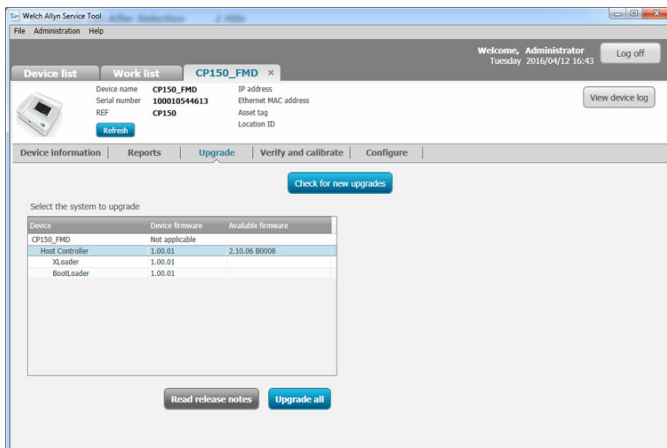 Welch Allyn Service Tool
File Administration Help
Welcome, Administrator
Tuesday 2016/04/12 16:43
Log off
Device list Work list CP150_FMD ×
Device name CP150_FMD IP address
Serial number 100010544613 Ethernet MAC address
REF CP150 Asset tag
Location ID
Refresh
View device log
Device information Reports Upgrade Verify and calibrate Configure
Check for new upgrades
Select the system to upgrade
Device Device firmware Available firmware
CP150_FMD Not applicable
Host Controller 1.00.01 2.10.06 B0008
XLoader 1.00.01
BootLoader 1.00.01
Read release notes Upgrade all